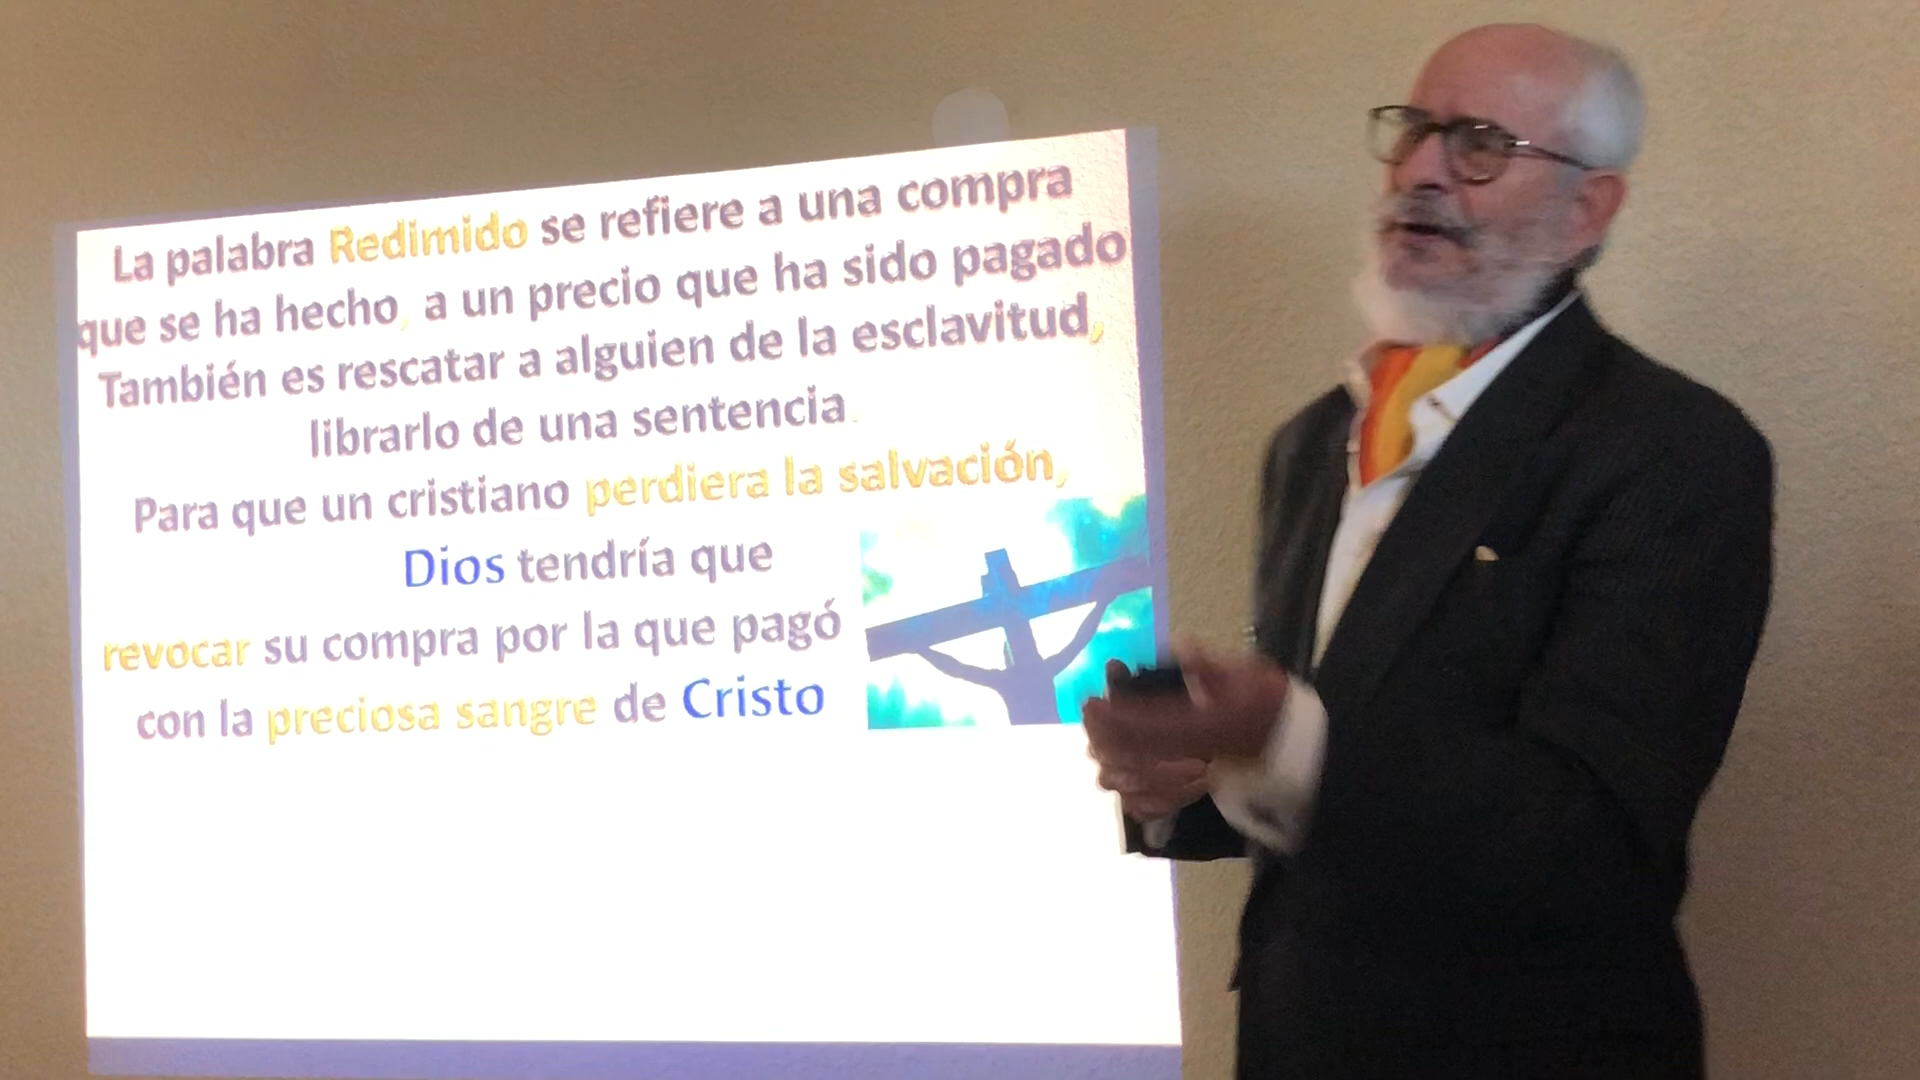 La palabra Redimido se refiere a una compra
que se ha hecho, a un precio que ha sido pagado
También es rescatar a alguien de la esclavitud,
librarlo de una sentencia.
Para que un cristiano perdiera la salvación,
Dios tendría que
revocar su compra por la que pagó
con la preciosa sangre de Cristo